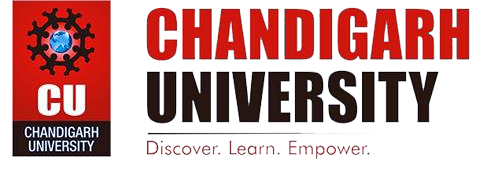 CU
CHANDIGARH
UNIVERSITY
CHANDIGARH
UNIVERSITY
Discover. Learn. Empower.